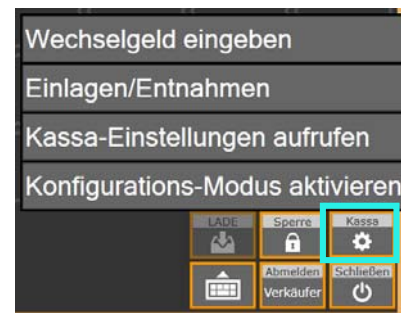 Wechselgeld eingeben
Einlagen/Entnahmen
Kassa-Einstellungen aufrufen
Konfigurations-Modus aktivieren
LADE Sperre Kassa
Abmelden Schließen
Verkäufer